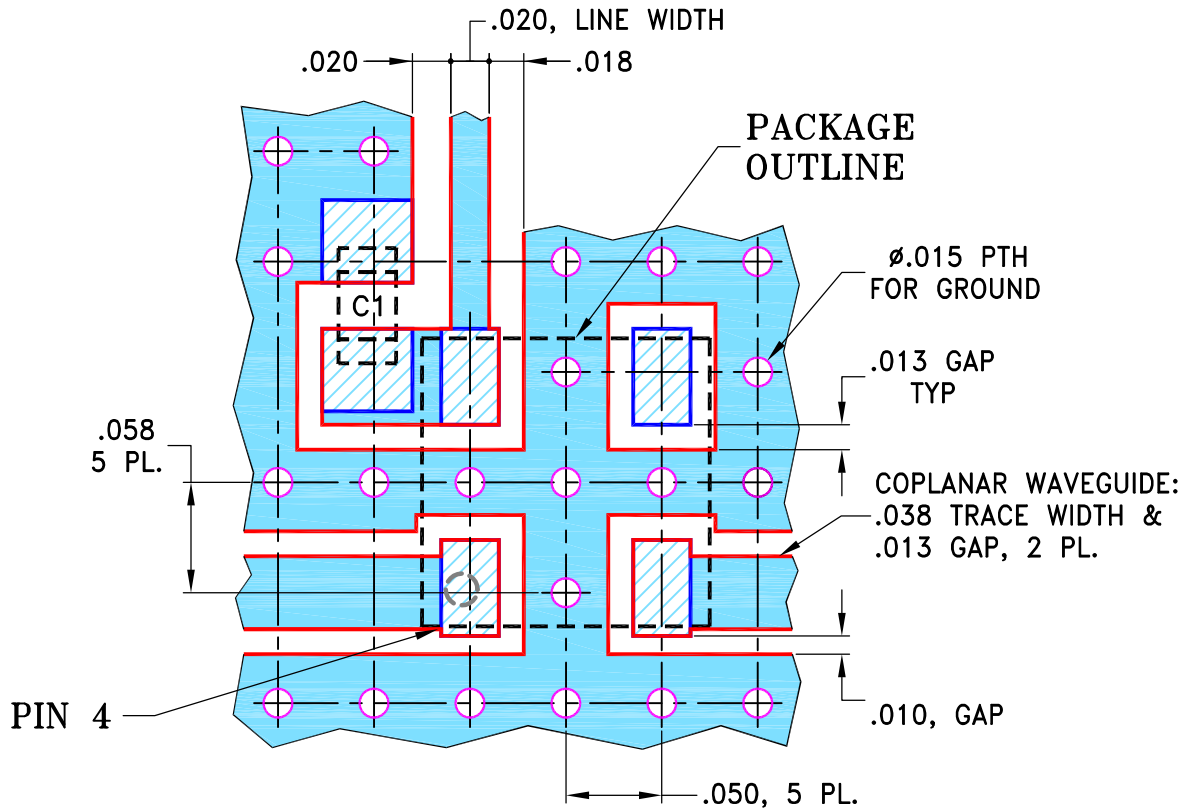 .020, LINE WIDTH
.020
.018
PACKAGE
OUTLINE
ø.015 PTH
FOR GROUND
C1
.013 GAP
TYP
.058
5 PL.
COPLANAR WAVEGUIDE:
.038 TRACE WIDTH &
.013 GAP, 2 PL.
PIN 4
.010, GAP
.050, 5 PL.